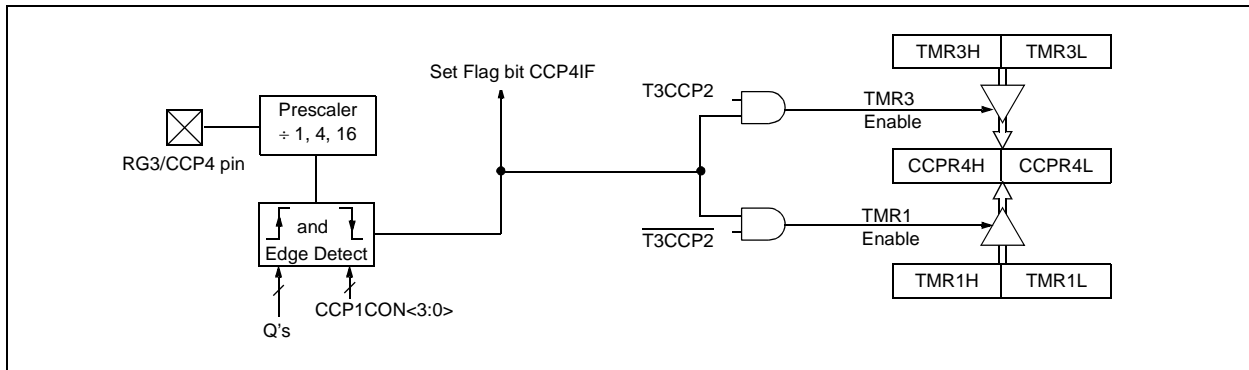 TMR3H TMR3L
Set Flag bit CCP4IF
T3CCP2
TMR3
Enable
Prescaler
÷ 1, 4, 16
RG3/CCP4 pin
CCPR4H CCPR4L
and
Edge Detect
TMR1
Enable
T3CCP2
TMR1H TMR1L
CCP1CON<3:0>
Q's